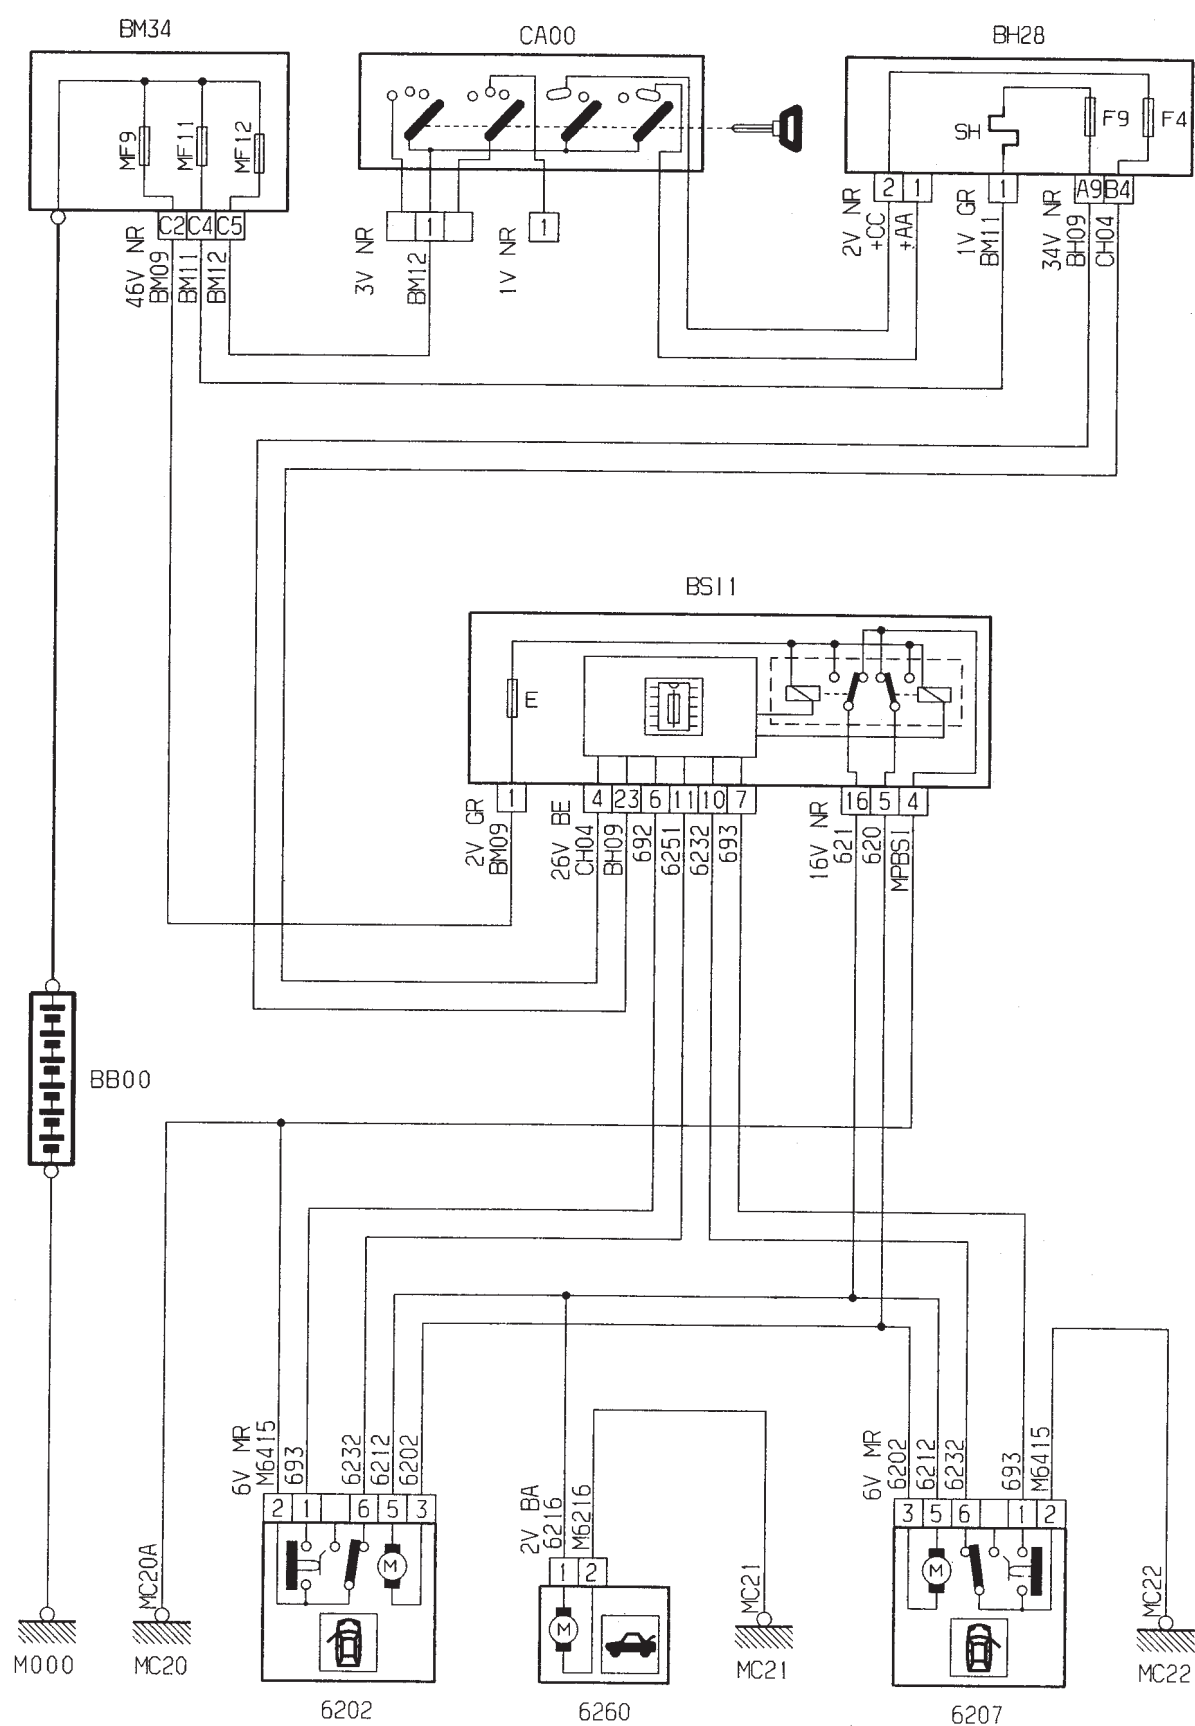 BM34
CA00
BH28
MF9
MF11
MF12
SH
F9
F4
C2 C4 C5
1
1
2 1
1
A9 B4
46V NR
BM09
BM11
BM12
3V NR
BM12
1V NR
2V NR
+CC
+AA
1V GR
BM11
34V NR
BH09
CH04
BSI1
E
1
4 23 6 11 10 7
16 5 4
2V GR
BM09
26V BE
CH04
BH09
692
6251
6232
693
16V NR
621
620
MPBSI
BB00
6V MR
M6415
693
6232
6212
6202
2 1 6 5 3
M
6202
2V BA
6216
M6216
1 2
M
6260
6V MR
6202
6212
6232
693
M6415
3 5 6 1 2
M
6207
M000
MC20A
MC20
MC21
MC21
MC22
MC22